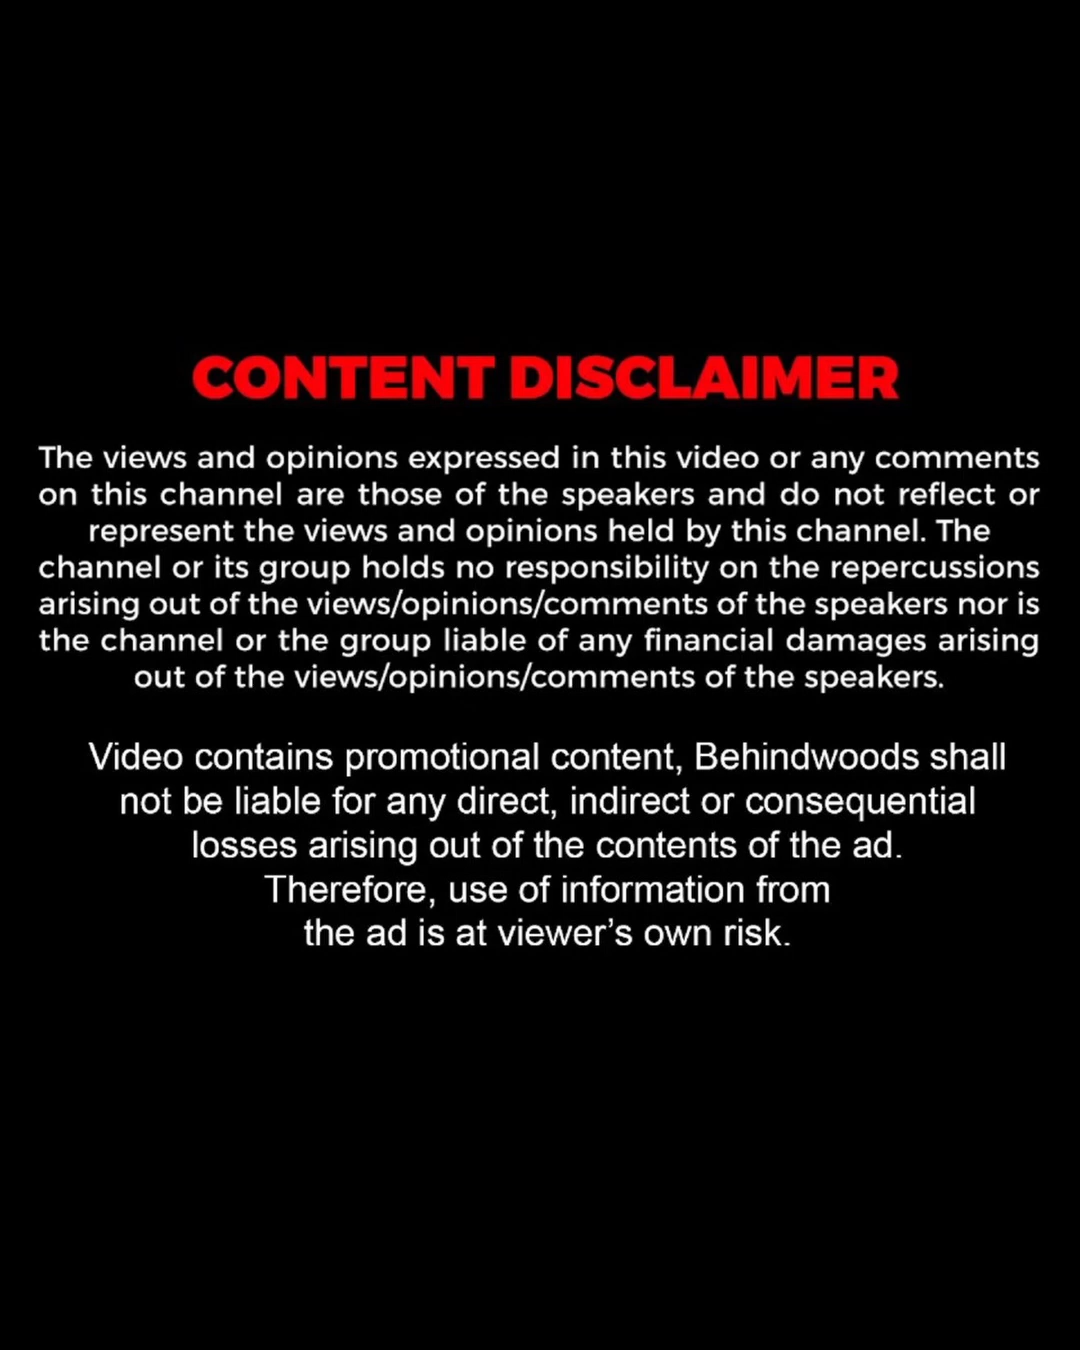 CONTENT DISCLAIMER
The views and opinions expressed in this video or any comments
on this channel are those of the speakers and do not reflect or
represent the views and opinions held by this channel. The
channel or its group holds no responsibility on the repercussions
arising out of the views/opinions/comments of the speakers nor is
the channel or the group liable of any financial damages arising
out of the views/opinions/comments of the speakers.
Video contains promotional content, Behindwoods shall
not be liable for any direct, indirect or consequential
losses arising out of the contents of the ad.
Therefore, use of information from
the ad is at viewer’s own risk.